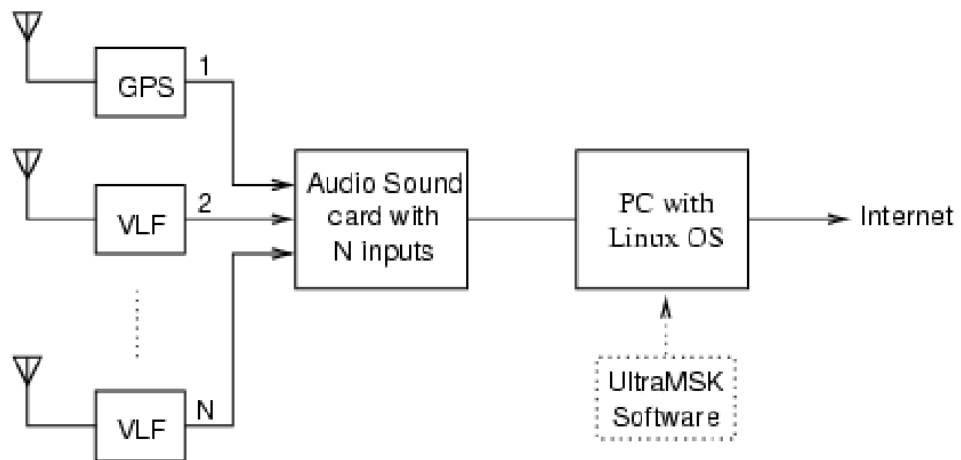 1
GPS
2
VLF
N
VLF
Audio Sound
card with
N inputs
PC with
Linux OS
Internet
UltraMSK
Software